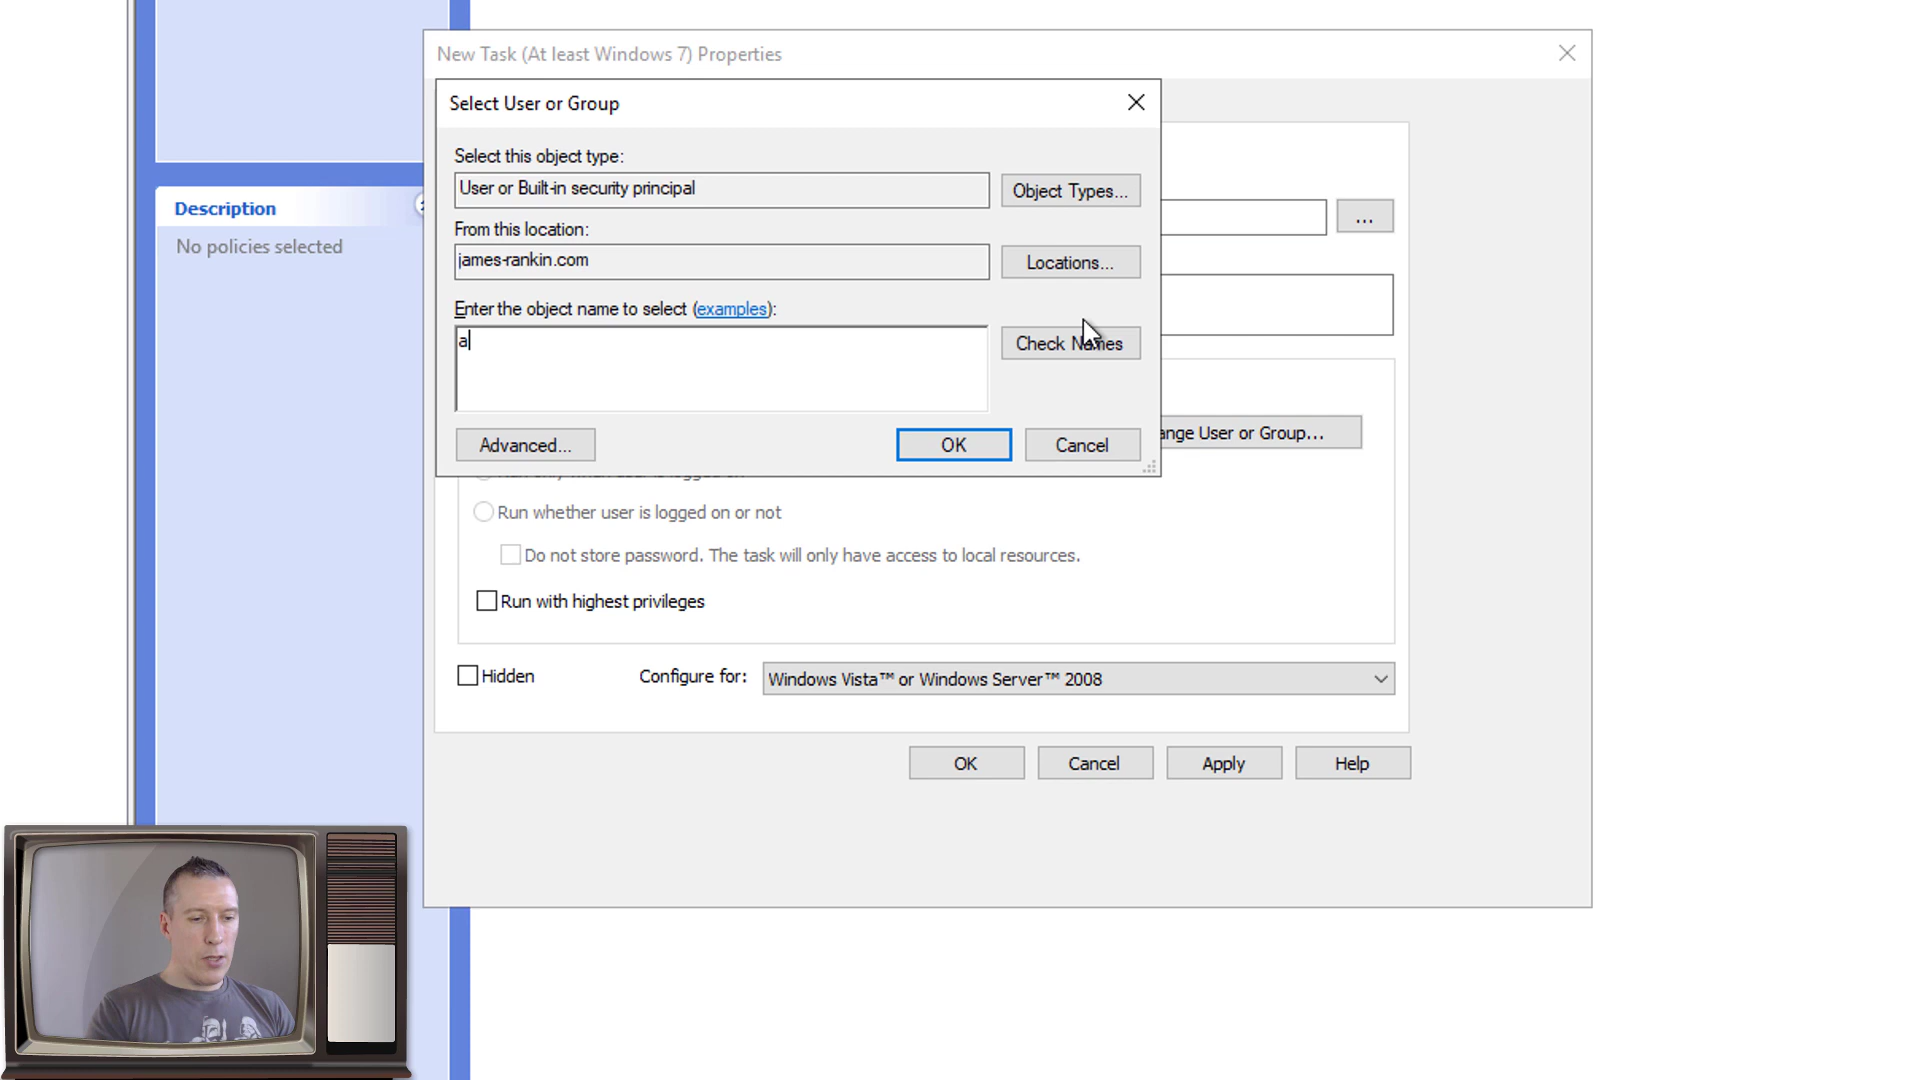 New Task (At least Windows 7) Properties
Select User or Group
Select this object type:
User or Built-in security principal
Object Types...
From this location:
james-rankin.com
Locations...
...
Description
No policies selected
Enter the object name to select (examples):
a
Check Names
Advanced...
OK
Cancel
ange User or Group...
Run whether user is logged on or not
Do not store password. The task will only have access to local resources.
Run with highest privileges
Hidden
Configure for:
Windows Vista™ or Windows Server™ 2008
OK
Cancel
Apply
Help